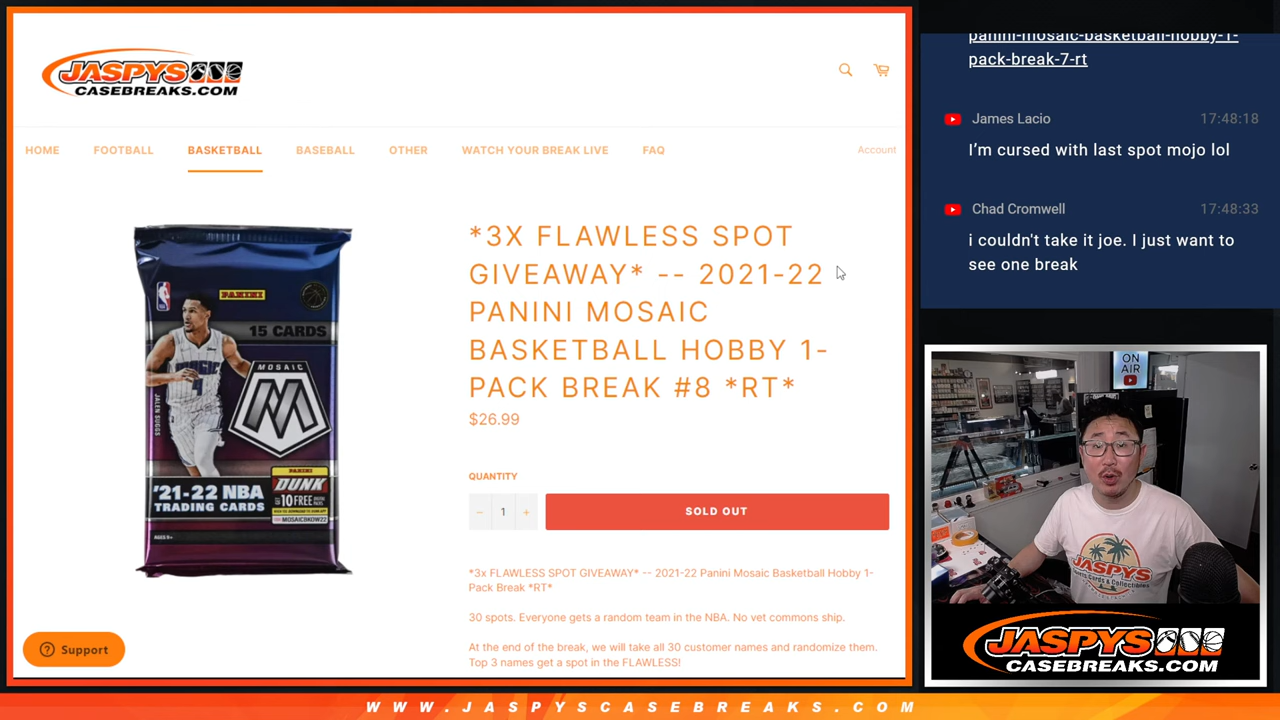 JASPYS
CASEBREAKS.COM
HOME
FOOTBALL
BASKETBALL
BASEBALL
OTHER
WATCH YOUR BREAK LIVE
FAQ
Account
PANINI
15 CARDS
MOSAIC
MAGIC
JALEN SUGGS
'21-22 NBA
TRADING CARDS
PANINI
DUNK
10 FREE
*3X FLAWLESS SPOT
GIVEAWAY* -- 2021-22
PANINI MOSAIC
BASKETBALL HOBBY 1-
PACK BREAK #8 *RT*
$26.99
QUANTITY
− 1 +
SOLD OUT
*3x FLAWLESS SPOT GIVEAWAY* -- 2021-22 Panini Mosaic Basketball Hobby 1-
Pack Break *RT*
30 spots. Everyone gets a random team in the NBA. No vet commons ship.
At the end of the break, we will take all 30 customer names and randomize them.
Top 3 names get a spot in the FLAWLESS!
Support
panini-mosaic-basketball-hobby-1-
pack-break-7-rt
James Lacio 17:48:18
I'm cursed with last spot mojo lol
Chad Cromwell 17:48:33
i couldn't take it joe. I just want to
see one break
ON
AIR
JASPYS
JASPYS
CASEBREAKS.COM
WWW.JASPYSCASEBREAKS.COM